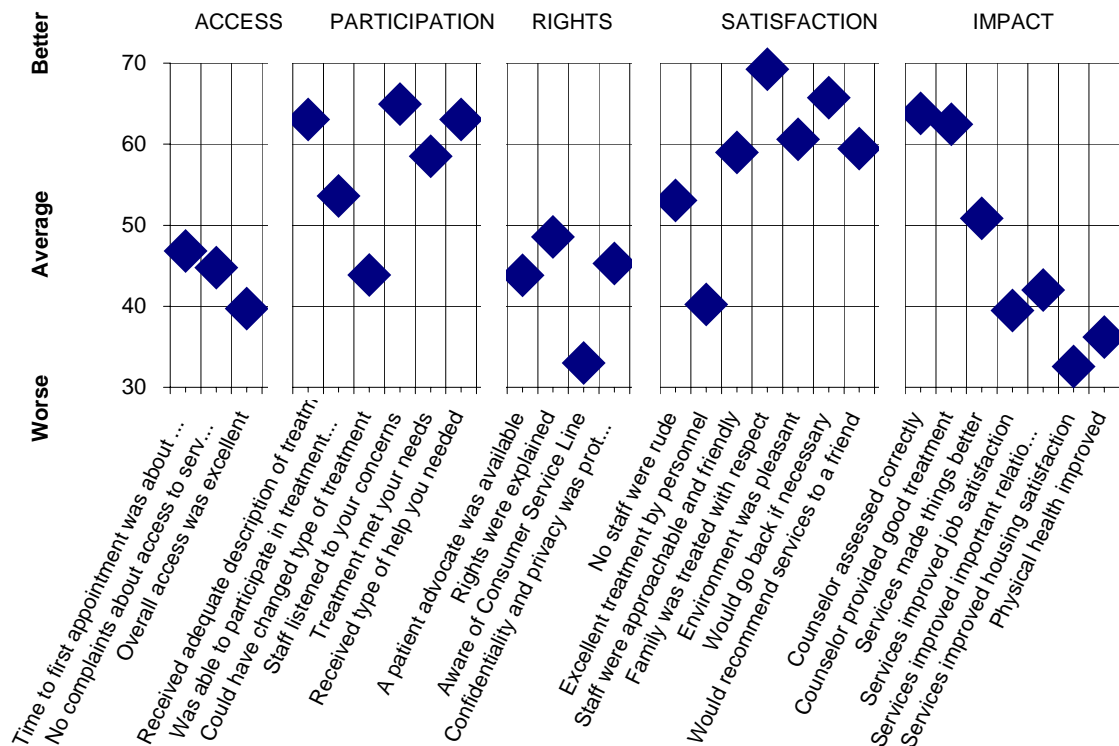 ACCESS PARTICIPATION RIGHTS SATISFACTION IMPACT
Better
Average
Worse
70
60
50
40
30
Time to first appointment was about ...
No complaints about access to serv...
Overall access was excellent
Received adequate description of treatm
Was able to participate in treatment...
Could have changed type of treatment
Staff listened to your concerns
Treatment met your needs
Received type of help you needed
A patient advocate was available
Rights were explained
Aware of Consumer Service Line
Confidentiality and privacy was prot...
No staff were rude
Excellent treatment by personnel
Staff were approachable and friendly
Family was treated with respect
Environment was pleasant
Would go back if necessary
Would recommend services to a friend
Counselor assessed correctly
Counselor provided good treatment
Services made things better
Services improved job satisfaction
Services improved important relatio...
Services improved housing satisfaction
Physical health improved